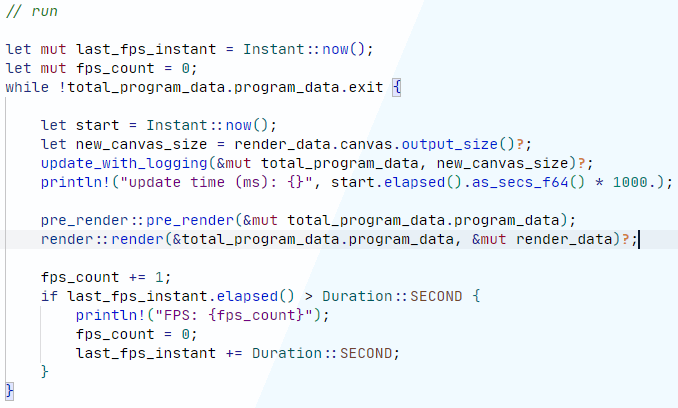 // run
let mut last_fps_instant = Instant::now();
let mut fps_count = 0;
while !total_program_data.program_data.exit {
let start = Instant::now();
let new_canvas_size = render_data.canvas.output_size()?;
update_with_logging(&mut total_program_data, new_canvas_size)?;
println!("update time (ms): {}", start.elapsed().as_secs_f64() * 1000.);
pre_render::pre_render(&mut total_program_data.program_data);
render::render(&total_program_data.program_data, &mut render_data)?;
fps_count += 1;
if last_fps_instant.elapsed() > Duration::SECOND {
println!("FPS: {fps_count}");
fps_count = 0;
last_fps_instant += Duration::SECOND;
}
}